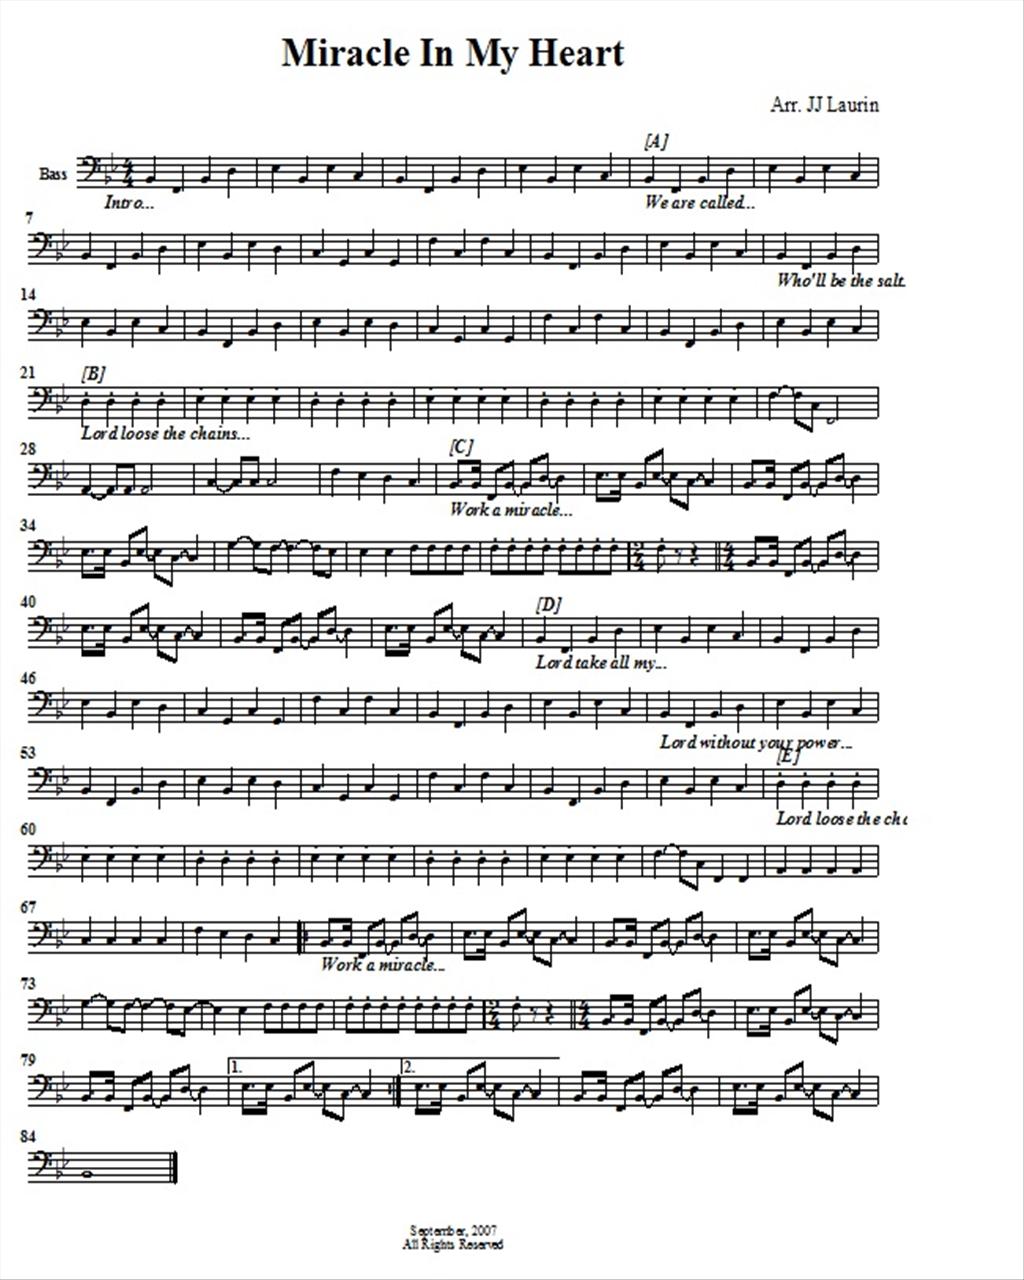 Miracle In My Heart
Arr. JJ Laurin
[A]
Bass
Intro...
We are called...
7
Who'll be the salt.
14
21
[B]
Lord loose the chains...
28
[C]
Work a miracle...
34
40
[D]
Lord take all my...
46
Lord without your power...
53
[E]
Lord loose the cha
60
67
Work a miracle...
73
79
1.
2.
84
September, 2007
All Rights Reserved